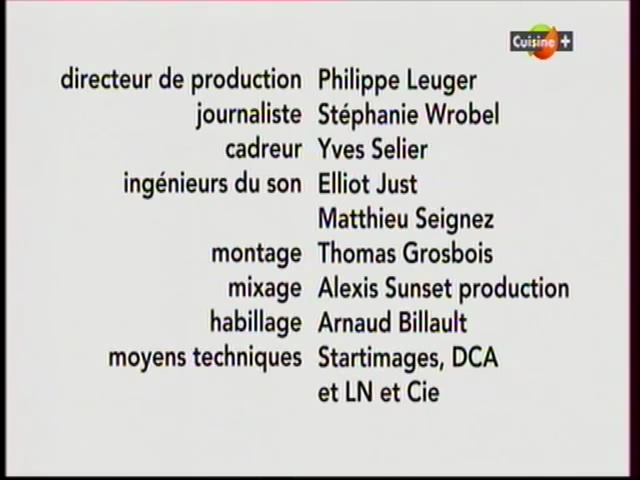 Cuisine +
directeur de production Philippe Leuger
journaliste Stéphanie Wrobel
cadreur Yves Selier
ingénieurs du son Elliot Just
Matthieu Seignez
montage Thomas Grosbois
mixage Alexis Sunset production
habillage Arnaud Billault
moyens techniques Startimages, DCA
et LN et Cie